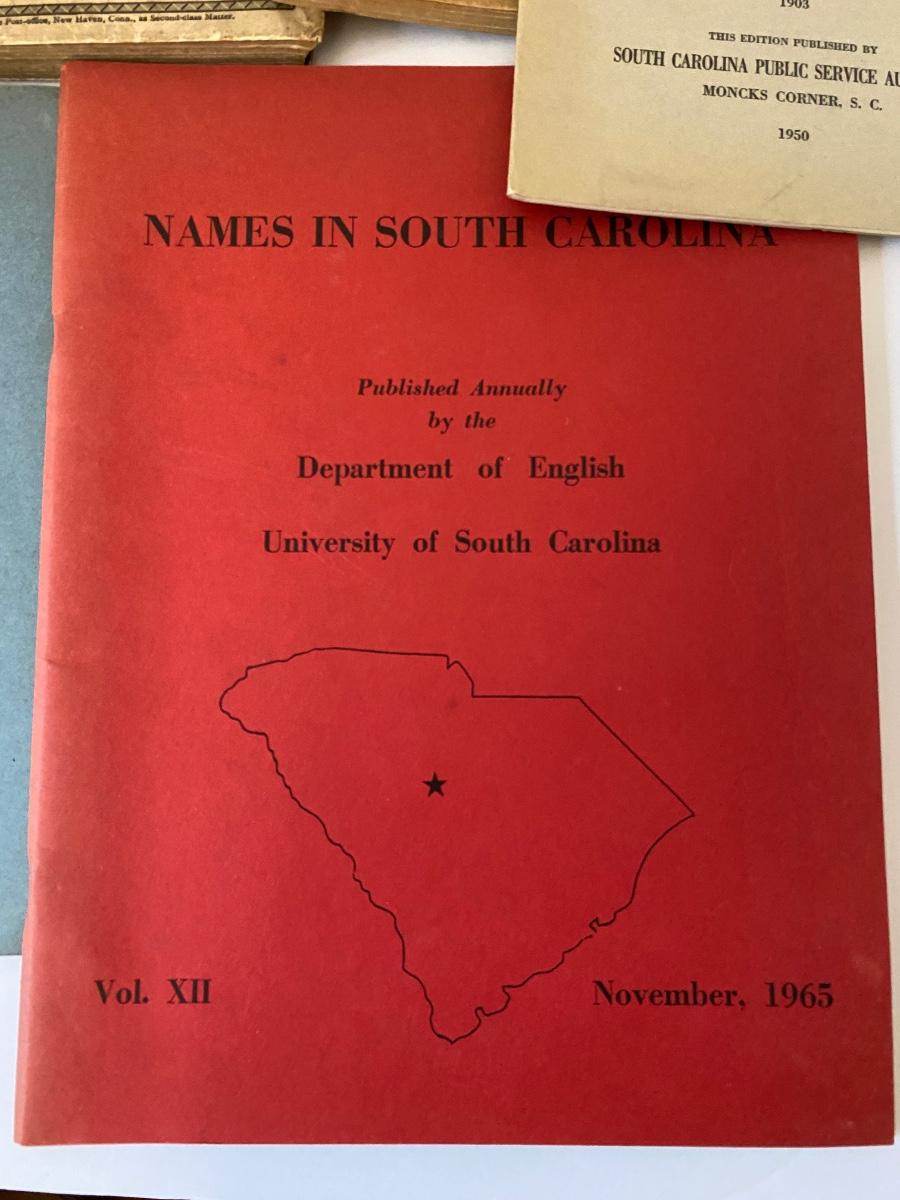 Post-office, New Haven, Conn., as Second-class Matter.
1903
THIS EDITION PUBLISHED BY
SOUTH CAROLINA PUBLIC SERVICE
MONCKS CORNER, S. C.
1950
NAMES IN SOUTH CAROLINA
Published Annually
by the
Department of English
University of South Carolina
Vol. XII
November, 1965